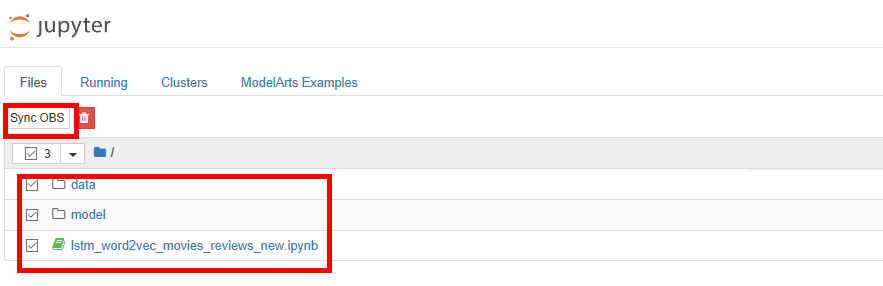 jupyter
Files Running Clusters ModelArts Examples
Sync OBS
3 /
data
model
lstm_word2vec_movies_reviews_new.ipynb